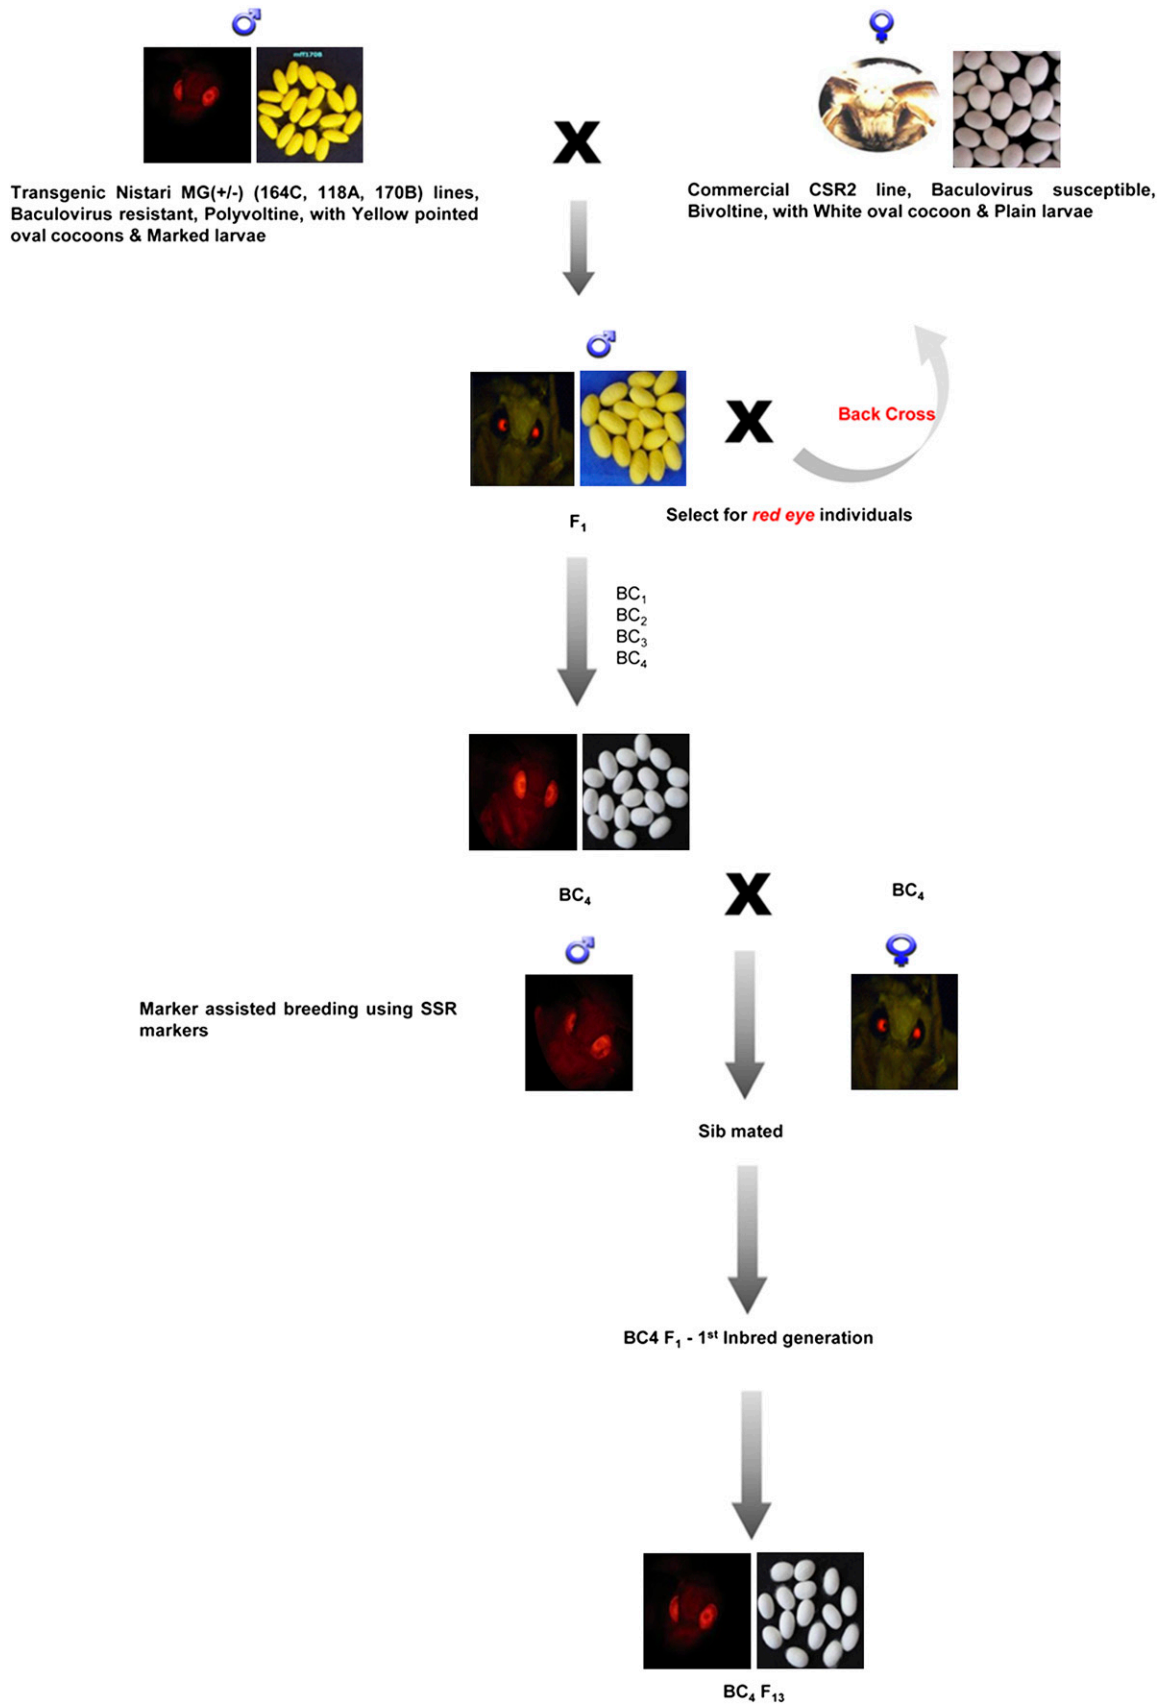 mff170B
X
Transgenic Nistari MG(+/-) (164C, 118A, 170B) lines,
Baculovirus resistant, Polyvoltine, with Yellow pointed
oval cocoons & Marked larvae
Commercial CSR2 line, Baculovirus susceptible,
Bivoltine, with White oval cocoon & Plain larvae
X
Back Cross
F₁
Select for red eye individuals
BC₁
BC₂
BC₃
BC₄
BC₄
X
BC₄
Marker assisted breeding using SSR
markers
Sib mated
BC4 F₁ - 1ˢᵗ Inbred generation
BC₄ F₁₃